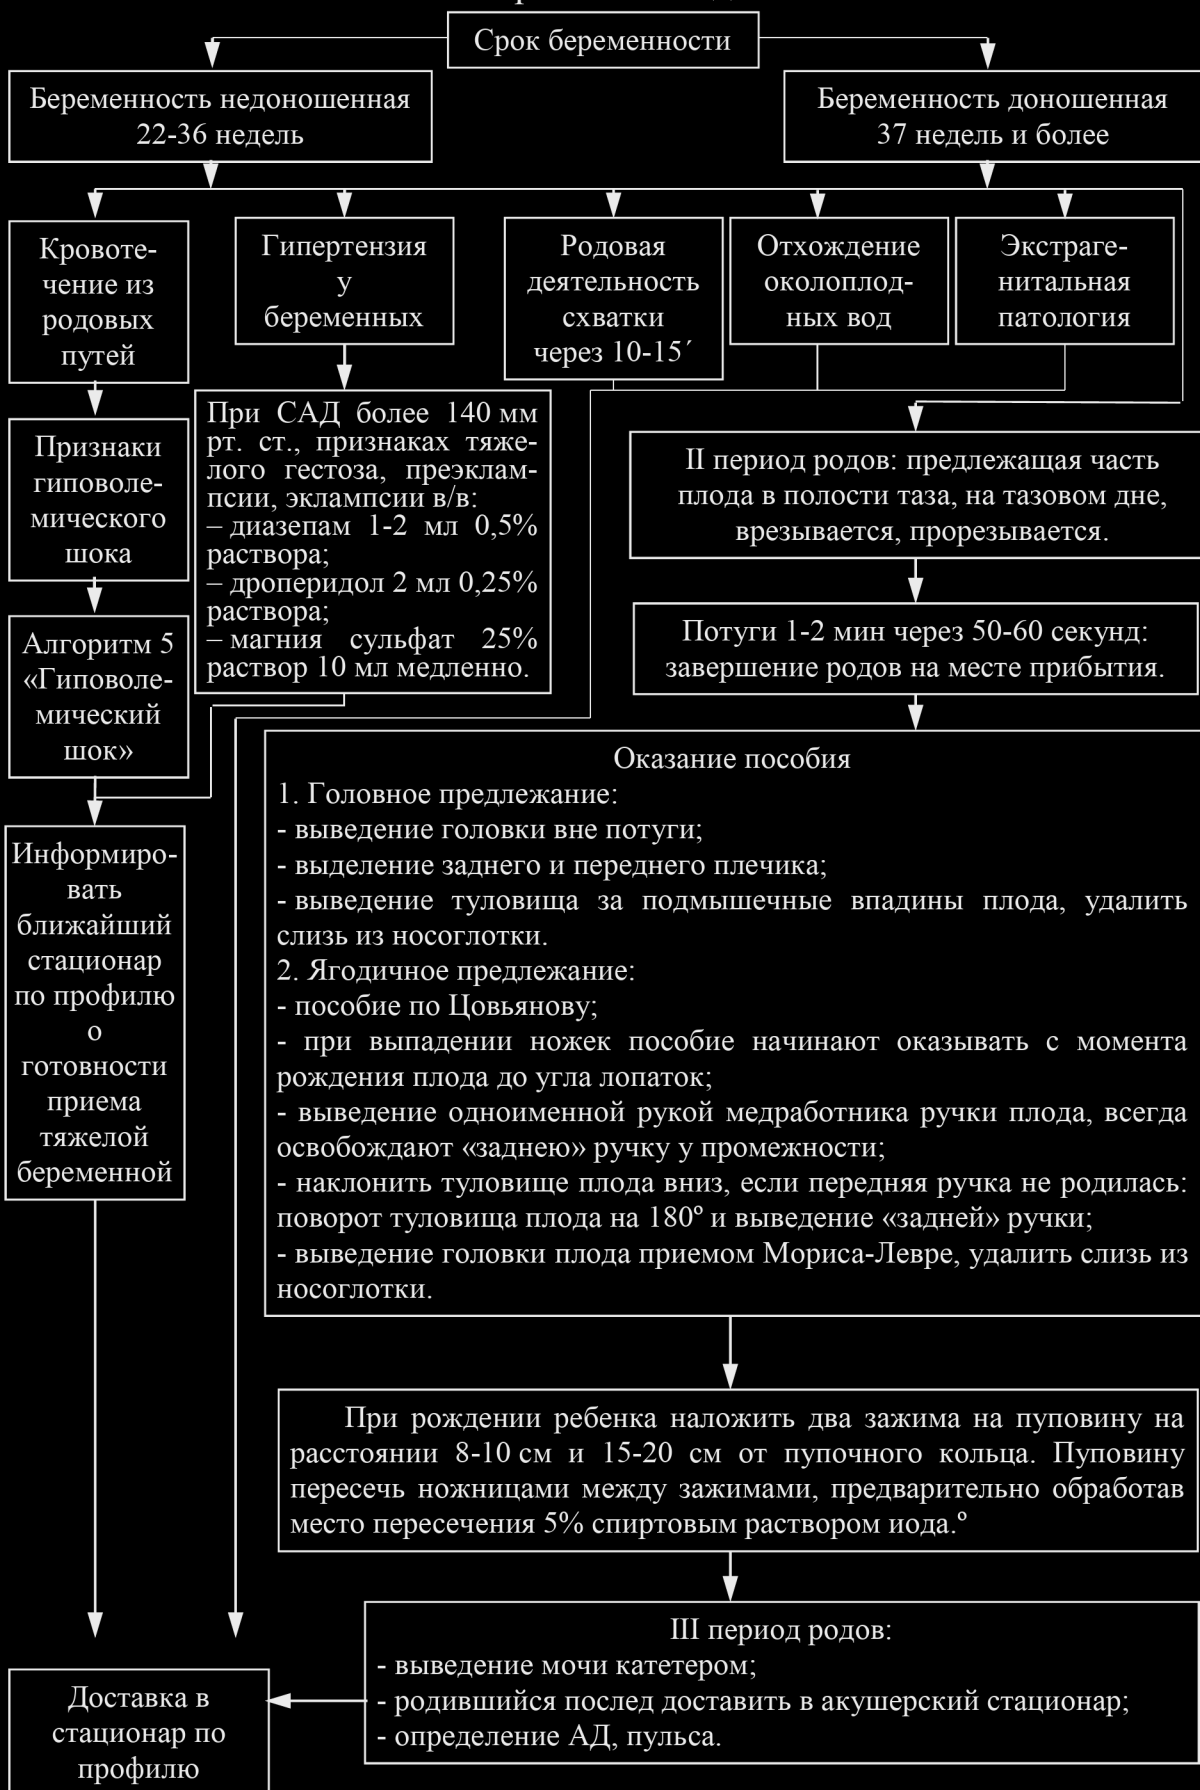 Срок беременности
Беременность недоношенная
22-36 недель
Беременность доношенная
37 недель и более
Кровоте-
чение из
родовых
путей
Гипертензия
у
беременных
Родовая
деятельность
схватки
через 10-15´
Отхождение
околоплод-
ных вод
Экстраге-
нитальная
патология
Признаки
гиповоле-
мического
шока
При САД более 140 мм
рт. ст., признаках тяже-
лого гестоза, преэклам-
псии, эклампсии в/в:
– диазепам 1-2 мл 0,5%
раствора;
– дроперидол 2 мл 0,25%
раствора;
– магния сульфат 25%
раствор 10 мл медленно.
II период родов: предлежащая часть
плода в полости таза, на тазовом дне,
врезывается, прорезывается.
Алгоритм 5
«Гиповоле-
мический
шок»
Потуги 1-2 мин через 50-60 секунд:
завершение родов на месте прибытия.
Оказание пособия
1. Головное предлежание:
- выведение головки вне потуги;
- выделение заднего и переднего плечика;
- выведение туловища за подмышечные впадины плода, удалить
слизь из носоглотки.
2. Ягодичное предлежание:
- пособие по Цовьянову;
- при выпадении ножек пособие начинают оказывать с момента
рождения плода до угла лопаток;
- выведение одноименной рукой медработника ручки плода, всегда
освобождают «заднею» ручку у промежности;
- наклонить туловище плода вниз, если передняя ручка не родилась:
поворот туловища плода на 180º и выведение «задней» ручки;
- выведение головки плода приемом Мориса-Левре, удалить слизь из
носоглотки.
Информиро-
вать
ближайший
стационар
по профилю
о
готовности
приема
тяжелой
беременной
При рождении ребенка наложить два зажима на пуповину на
расстоянии 8-10 см и 15-20 см от пупочного кольца. Пуповину
пересечь ножницами между зажимами, предварительно обработав
место пересечения 5% спиртовым раствором иода.º
III период родов:
- выведение мочи катетером;
- родившийся послед доставить в акушерский стационар;
- определение АД, пульса.
Доставка в
стационар по
профилю